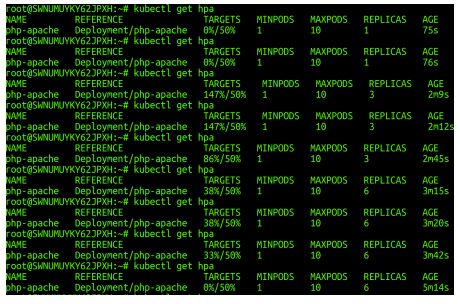 root@SWNUMUYKY62JPXH:~# kubectl get hpa
NAME REFERENCE TARGETS MINPODS MAXPODS REPLICAS AGE
php-apache Deployment/php-apache 0%/50% 1 10 1 75s
root@SWNUMUYKY62JPXH:~# kubectl get hpa
NAME REFERENCE TARGETS MINPODS MAXPODS REPLICAS AGE
php-apache Deployment/php-apache 0%/50% 1 10 1 76s
root@SWNUMUYKY62JPXH:~# kubectl get hpa
NAME REFERENCE TARGETS MINPODS MAXPODS REPLICAS AGE
php-apache Deployment/php-apache 147%/50% 1 10 3 2m9s
root@SWNUMUYKY62JPXH:~# kubectl get hpa
NAME REFERENCE TARGETS MINPODS MAXPODS REPLICAS AGE
php-apache Deployment/php-apache 147%/50% 1 10 3 2m12s
root@SWNUMUYKY62JPXH:~# kubectl get hpa
NAME REFERENCE TARGETS MINPODS MAXPODS REPLICAS AGE
php-apache Deployment/php-apache 86%/50% 1 10 3 2m45s
root@SWNUMUYKY62JPXH:~# kubectl get hpa
NAME REFERENCE TARGETS MINPODS MAXPODS REPLICAS AGE
php-apache Deployment/php-apache 38%/50% 1 10 6 3m15s
root@SWNUMUYKY62JPXH:~# kubectl get hpa
NAME REFERENCE TARGETS MINPODS MAXPODS REPLICAS AGE
php-apache Deployment/php-apache 38%/50% 1 10 6 3m20s
root@SWNUMUYKY62JPXH:~# kubectl get hpa
NAME REFERENCE TARGETS MINPODS MAXPODS REPLICAS AGE
php-apache Deployment/php-apache 33%/50% 1 10 6 3m42s
root@SWNUMUYKY62JPXH:~# kubectl get hpa
NAME REFERENCE TARGETS MINPODS MAXPODS REPLICAS AGE
php-apache Deployment/php-apache 0%/50% 1 10 6 5m14s